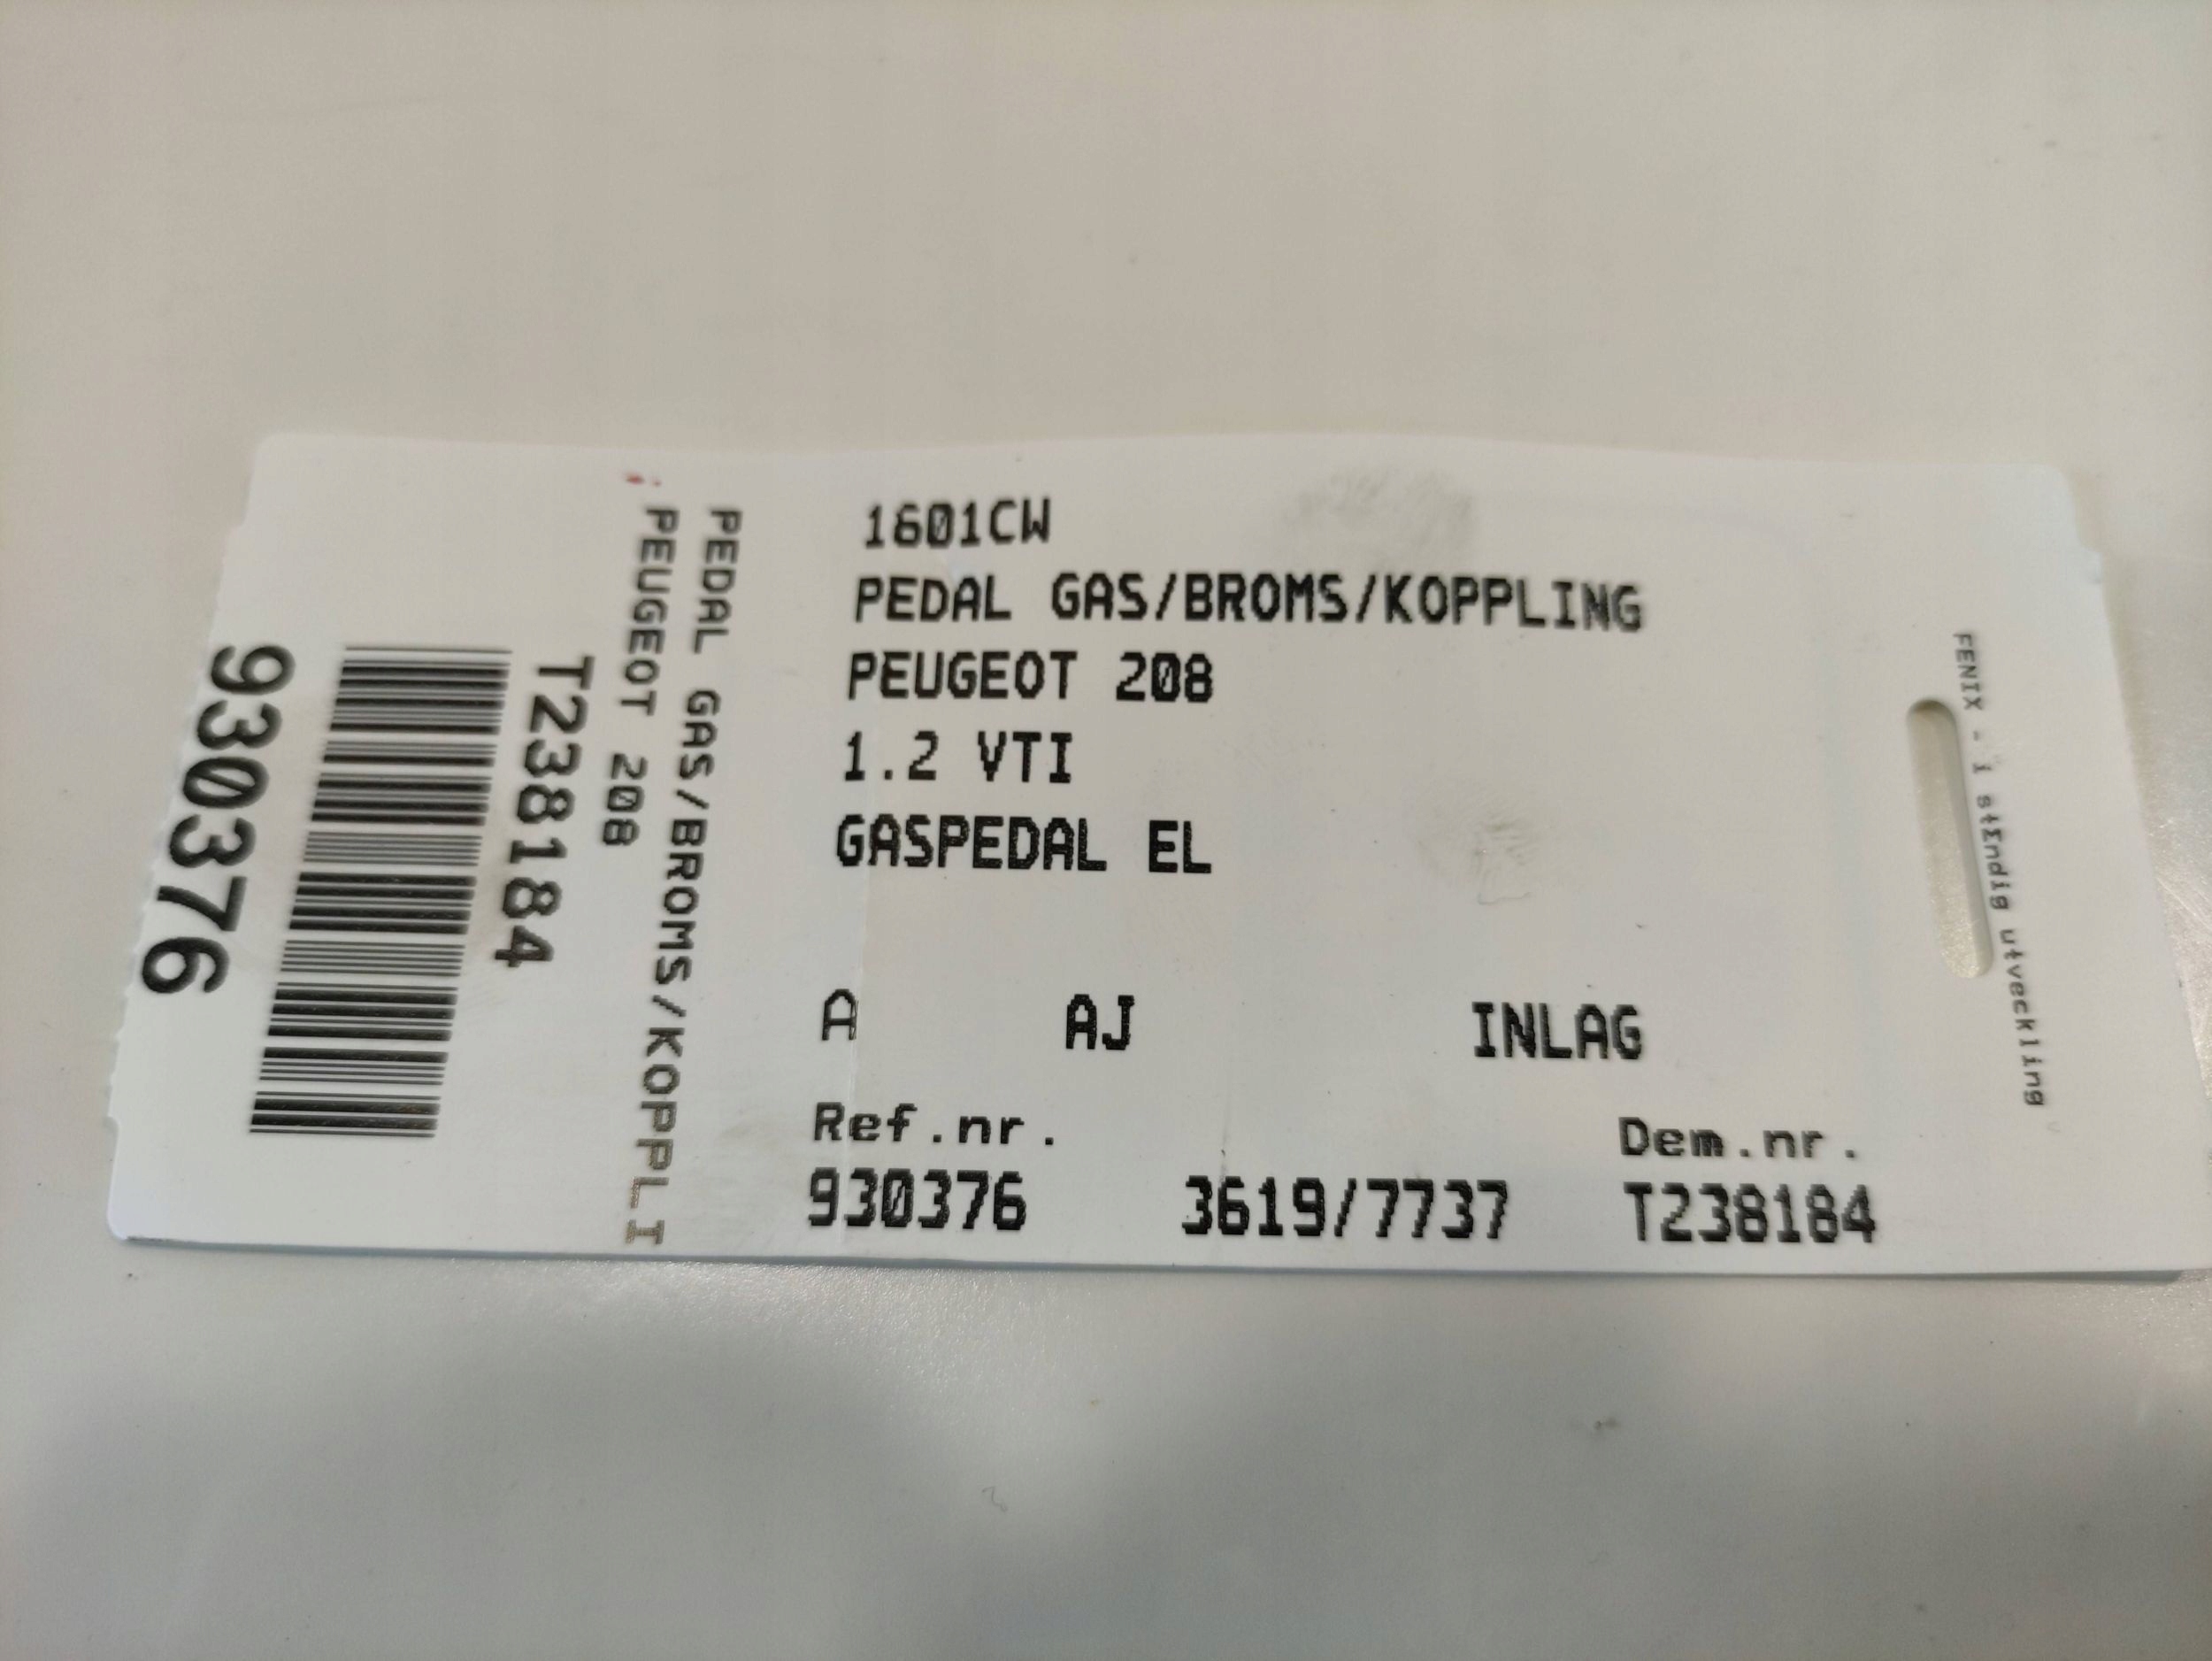 1601CW
PEDAL GAS/BROMS/KOPPLING
PEUGEOT 208
1.2 VTI
GASPEDAL EL
A AJ INLAG
Ref.nr. Dem.nr.
930376 3619/7737 T238184
PEDAL GAS/BROMS/KOPPLI
PEUGEOT 208
T238184
930376
FENIX - i stΣndig utveckling